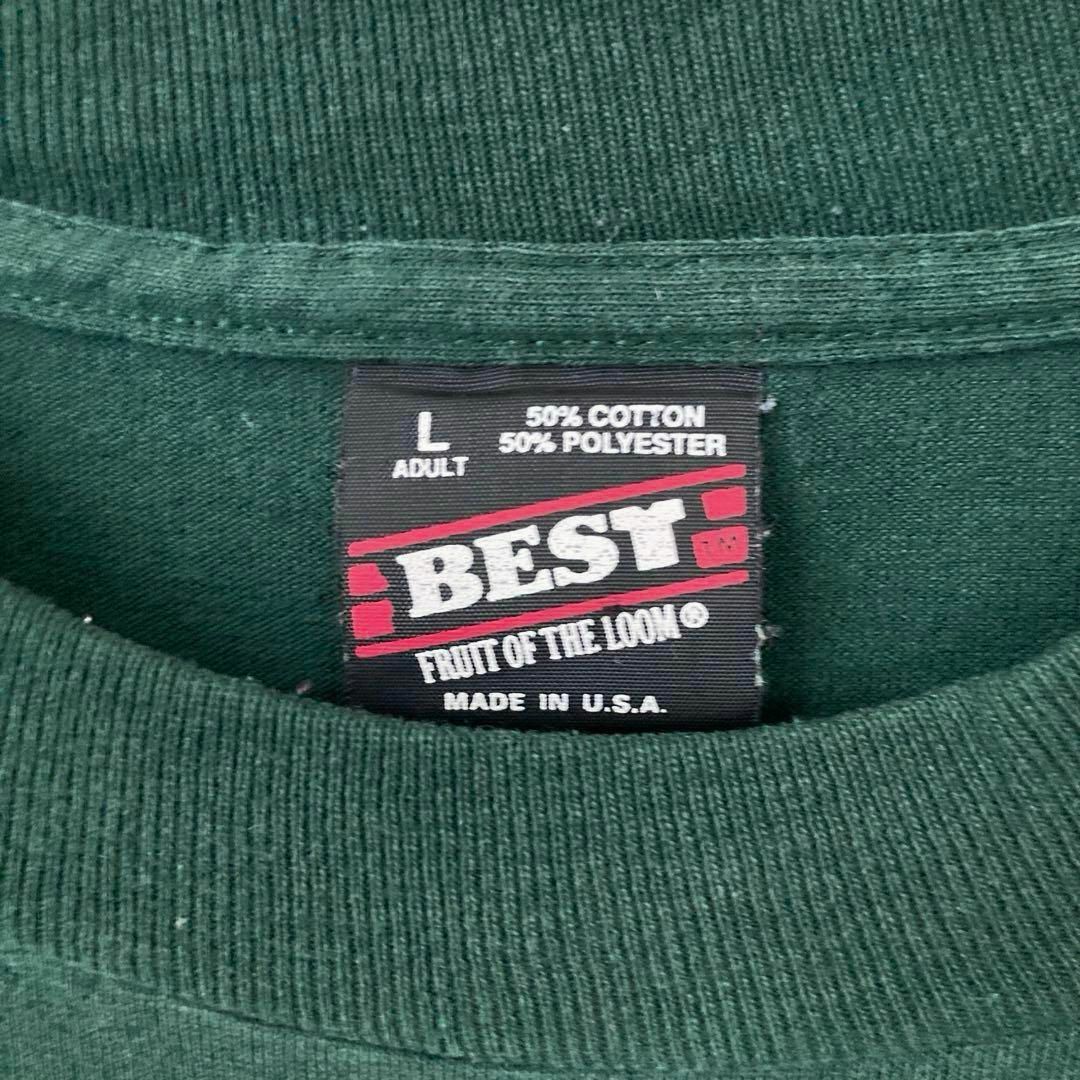 L
ADULT
50% COTTON
50% POLYESTER
BEST
TM
FRUIT OF THE LOOM®
MADE IN U.S.A.